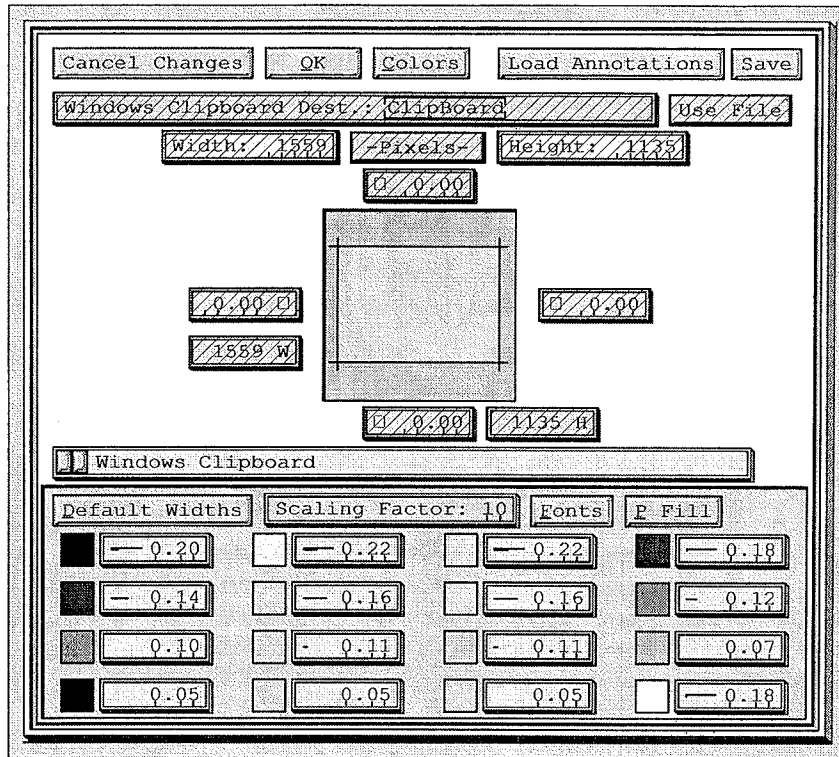 Cancel Changes OK Colors Load Annotations Save
Windows Clipboard Dest.: ClipBoard Use File
Width: 1559 -Pixels- Height: 1135
0.00
0.00 0.00
1559 W
0.00 1135 H
Windows Clipboard
Default Widths Scaling Factor: 10 Fonts P Fill
0.20 0.22 0.22 0.18
0.14 0.16 0.16 0.12
0.10 0.11 0.11 0.07
0.05 0.05 0.05 0.18